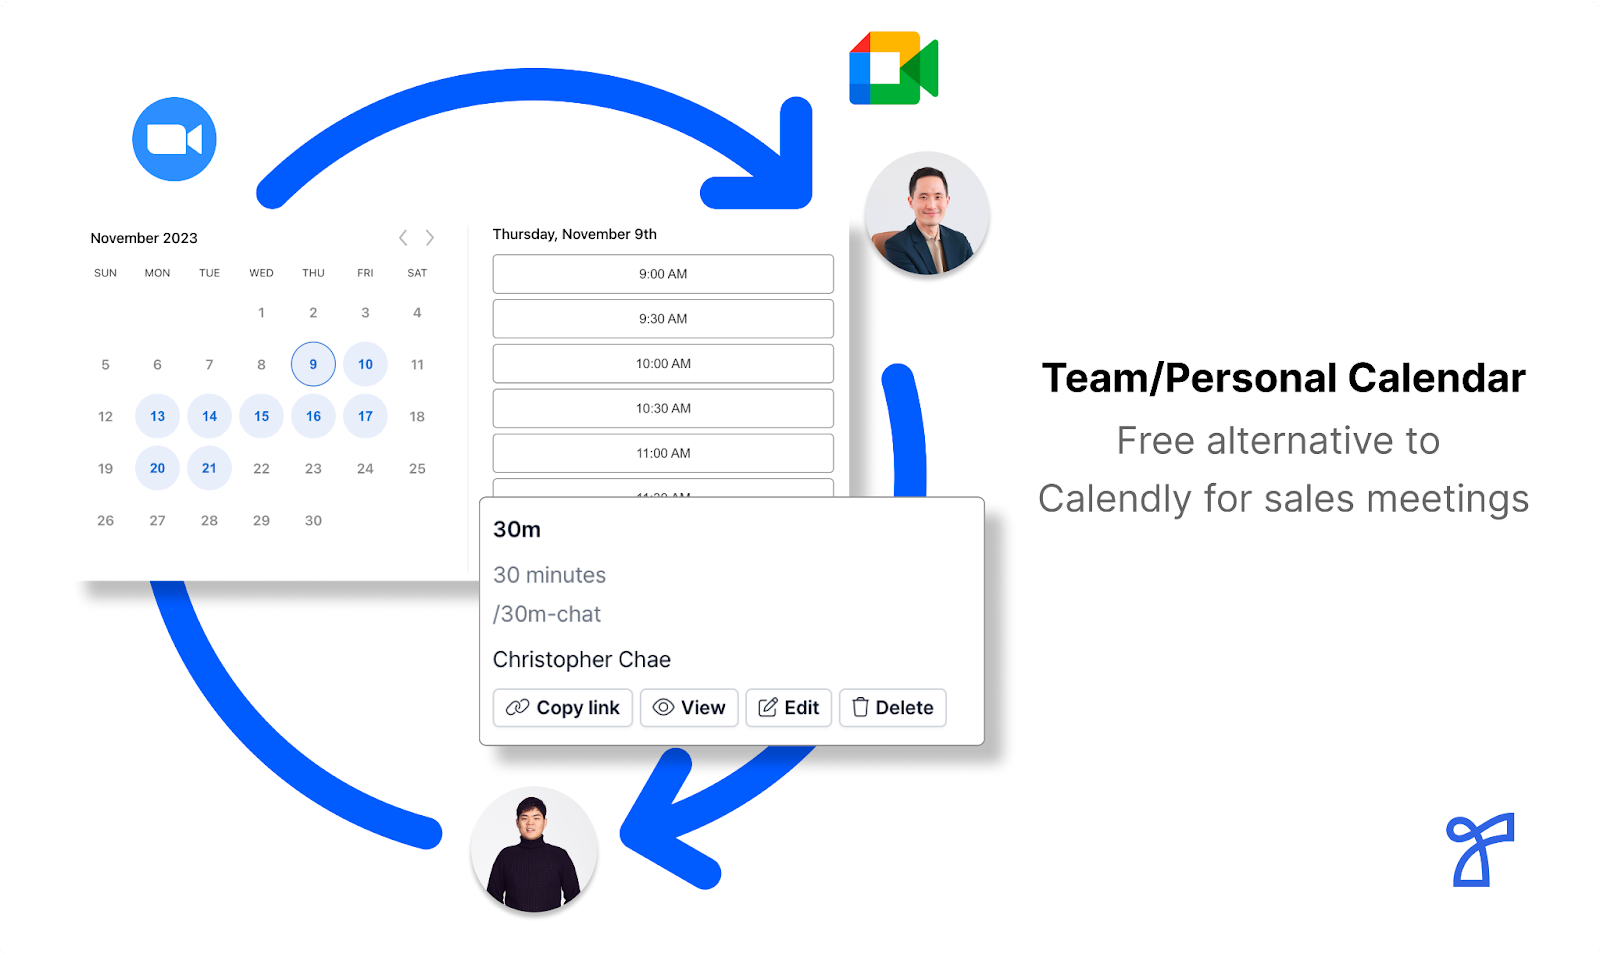 November 2023
SUN MON TUE WED THU FRI SAT
1 2 3 4
5 6 7 8 9 10 11
12 13 14 15 16 17 18
19 20 21 22 23 24 25
26 27 28 29 30
Thursday, November 9th
9:00 AM
9:30 AM
10:00 AM
10:30 AM
11:00 AM
11:30 AM
30m
30 minutes
/30m-chat
Christopher Chae
Copy link View Edit Delete
Team/Personal Calendar
Free alternative to
Calendly for sales meetings